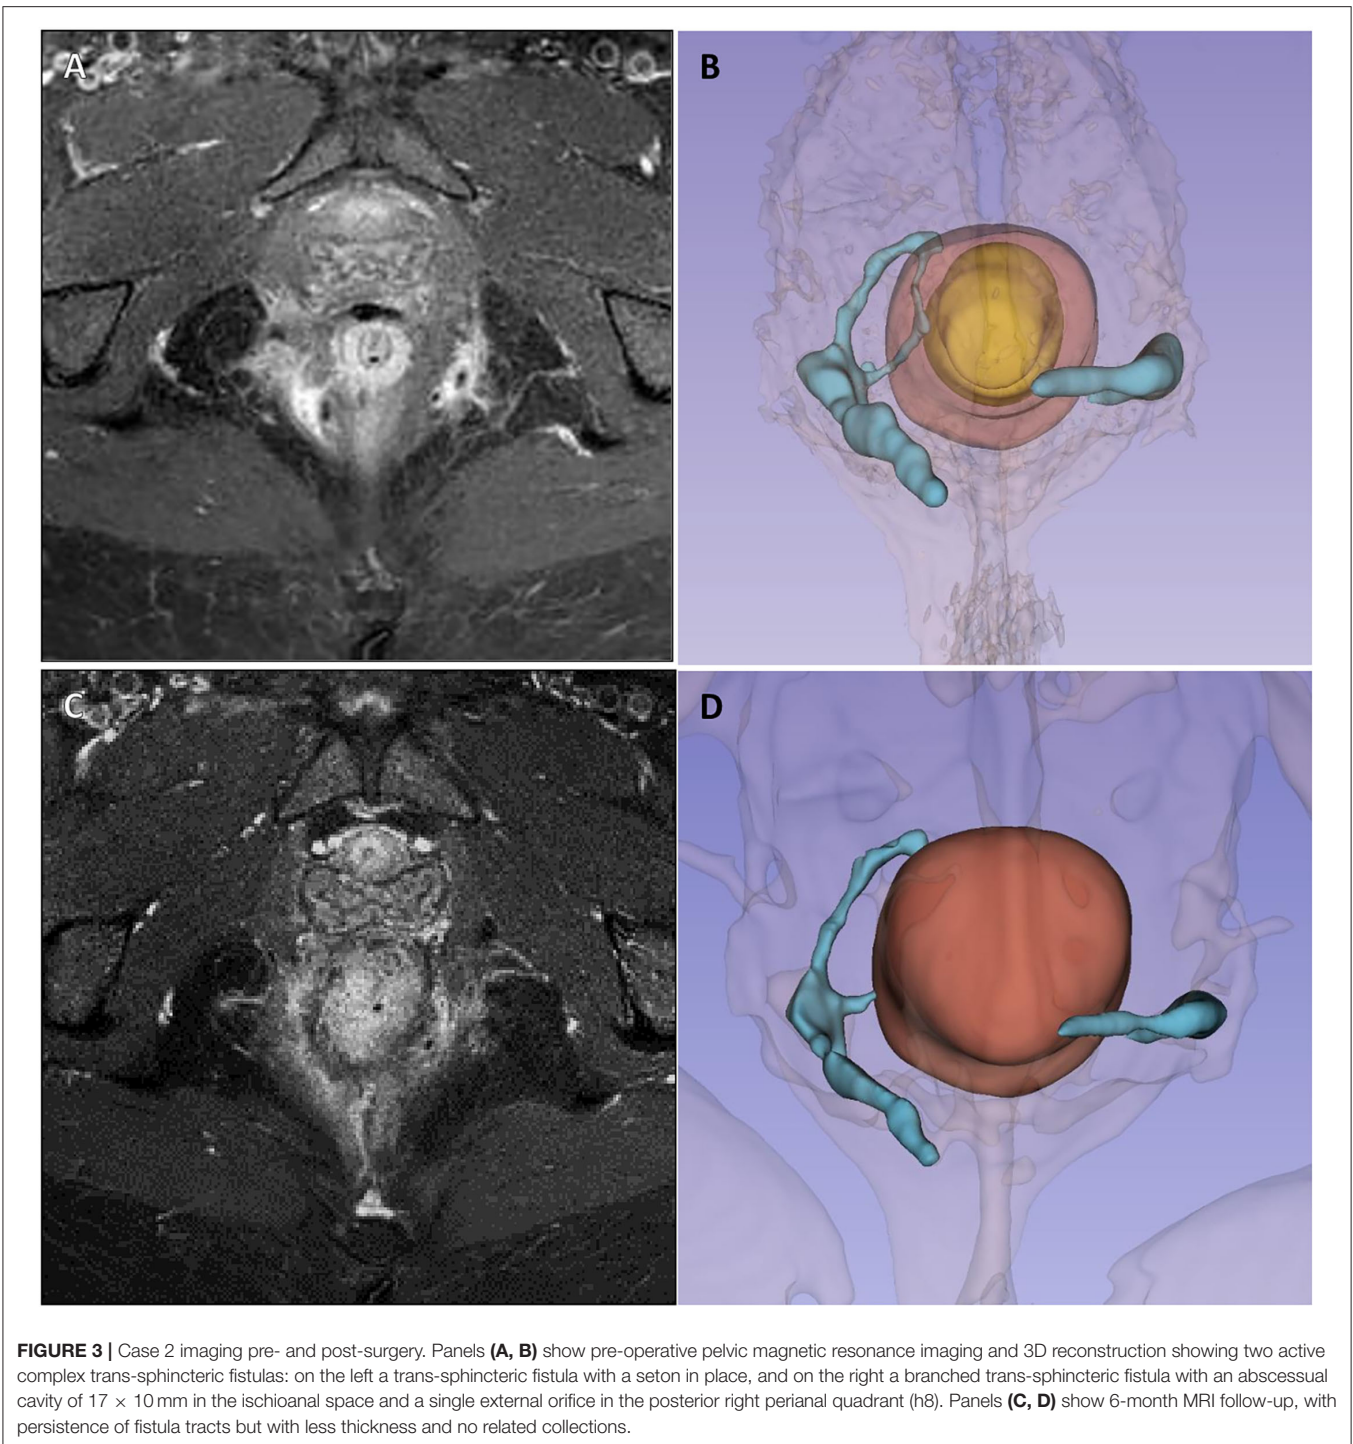 A
B
C
D
FIGURE 3 | Case 2 imaging pre- and post-surgery. Panels (A, B) show pre-operative pelvic magnetic resonance imaging and 3D reconstruction showing two active
complex trans-sphincteric fistulas: on the left a trans-sphincteric fistula with a seton in place, and on the right a branched trans-sphincteric fistula with an abscessual
cavity of 17 × 10 mm in the ischioanal space and a single external orifice in the posterior right perianal quadrant (h8). Panels (C, D) show 6-month MRI follow-up, with
persistence of fistula tracts but with less thickness and no related collections.